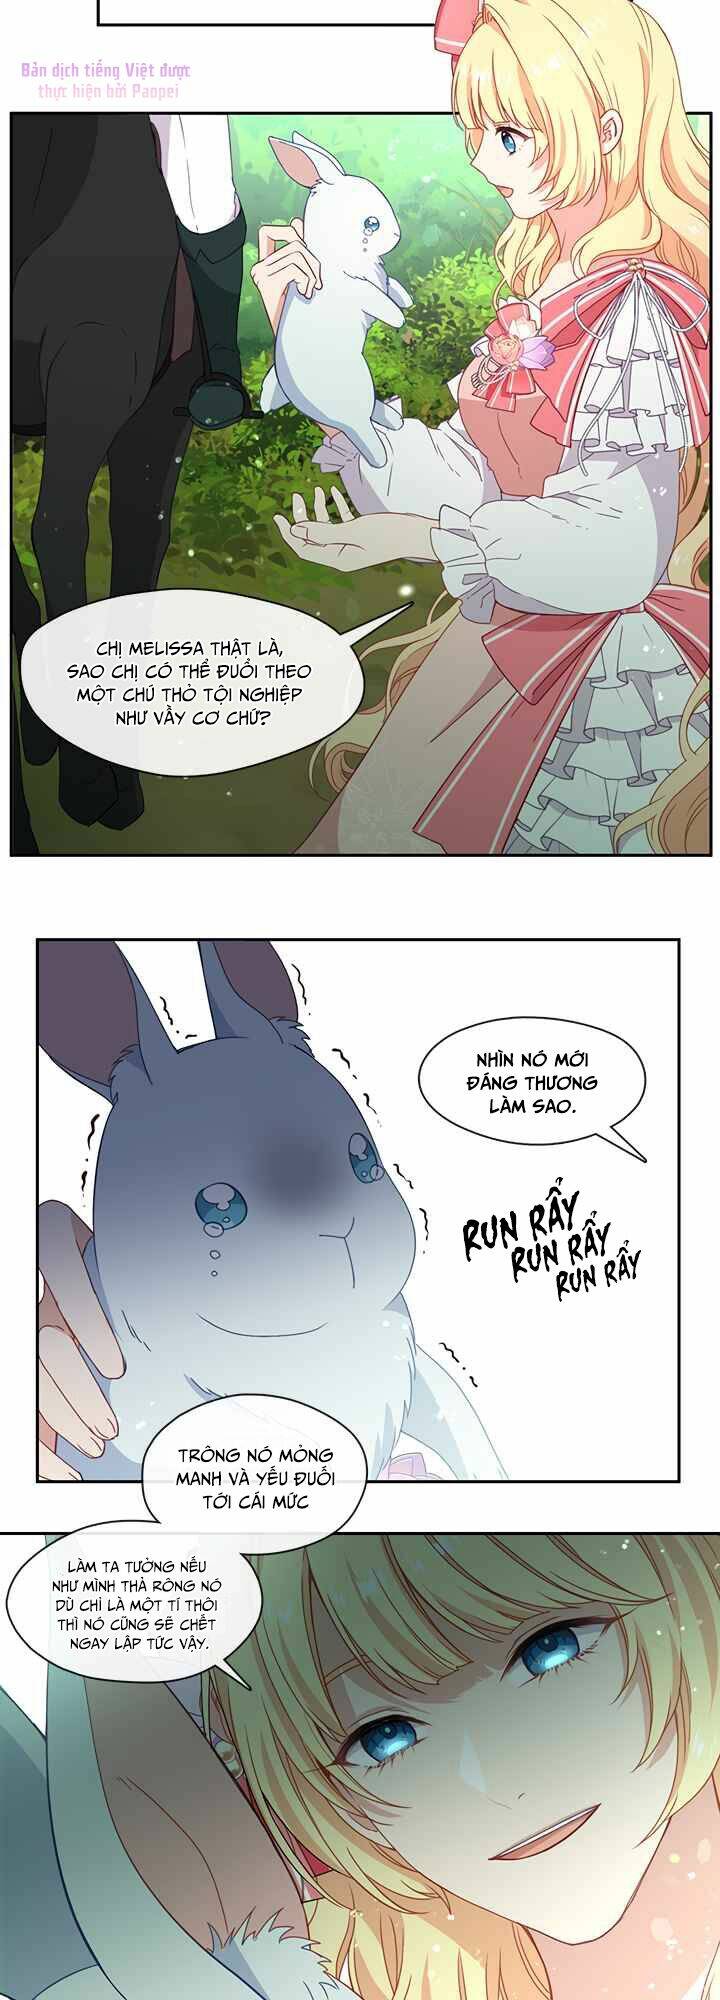 Bản dịch tiếng Việt được
thực hiện bởi Paopei
CHỊ MELISSA THẬT LÀ,
SAO CHỊ CÓ THỂ ĐUỔI THEO
MỘT CHÚ THỎ TỘI NGHIỆP
NHƯ VẦY CƠ CHỨ?
NHÌN NÓ MỚI
ĐÁNG THƯƠNG
LÀM SAO.
RUN RẨY
RUN RẨY
RUN RẨY
TRÔNG NÓ MỎNG
MANH VÀ YẾU ĐUỐI
TỚI CÁI MỨC
LÀM TA TƯỞNG NẾU
NHƯ MÌNH THẢ RÔNG NÓ
DÙ CHỈ LÀ MỘT TÍ THÔI
THÌ NÓ CŨNG SẼ CHẾT
NGAY LẬP TỨC VẬY.